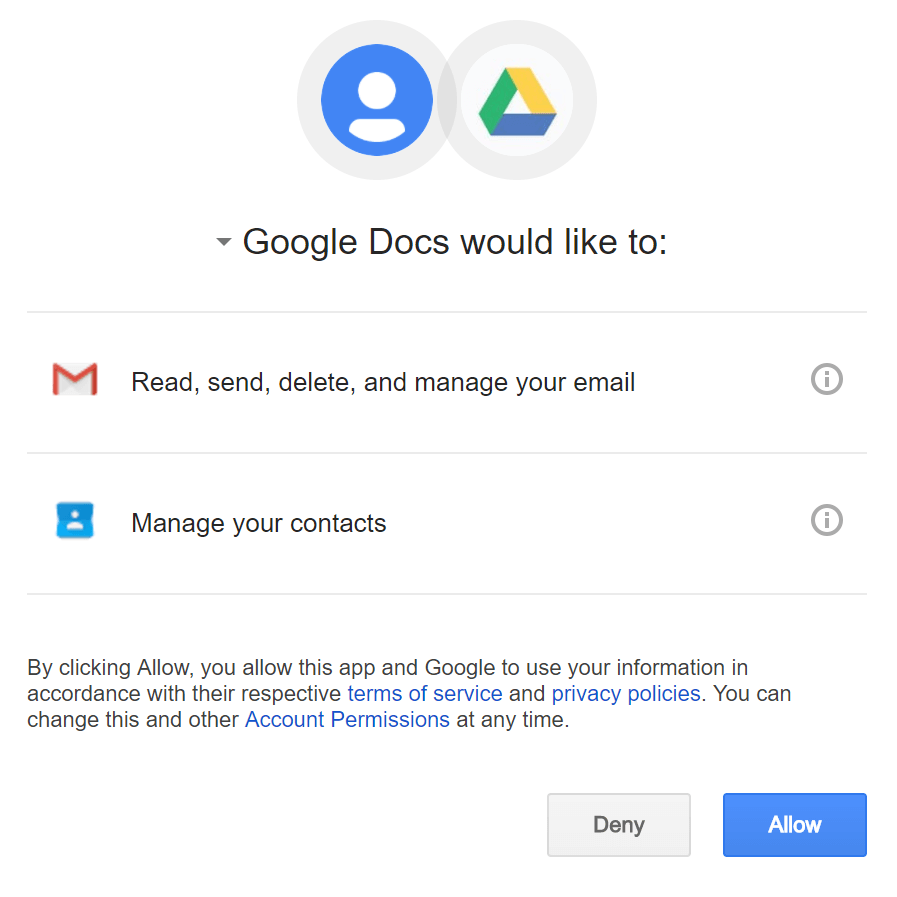 Google Docs would like to:
Read, send, delete, and manage your email
Manage your contacts
By clicking Allow, you allow this app and Google to use your information in
accordance with their respective terms of service and privacy policies. You can
change this and other Account Permissions at any time.
Deny
Allow